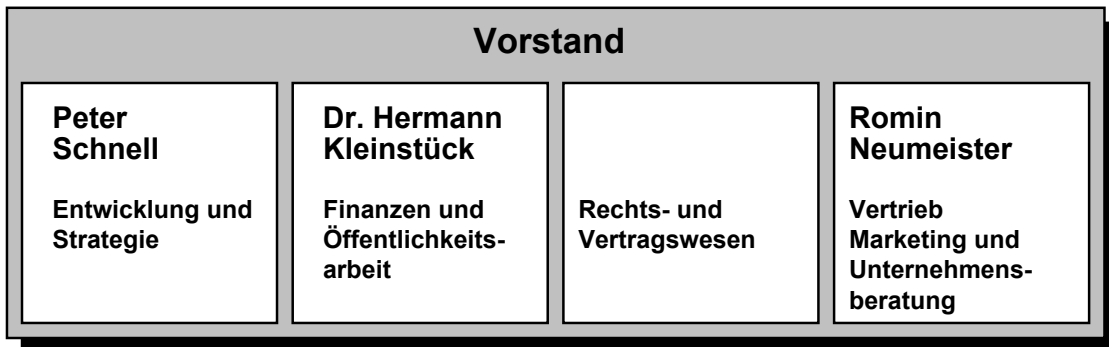 Vorstand
Peter
Schnell
Entwicklung und
Strategie
Dr. Hermann
Kleinstück
Finanzen und
Öffentlichkeits-
arbeit
Rechts- und
Vertragswesen
Romin
Neumeister
Vertrieb
Marketing und
Unternehmens-
beratung